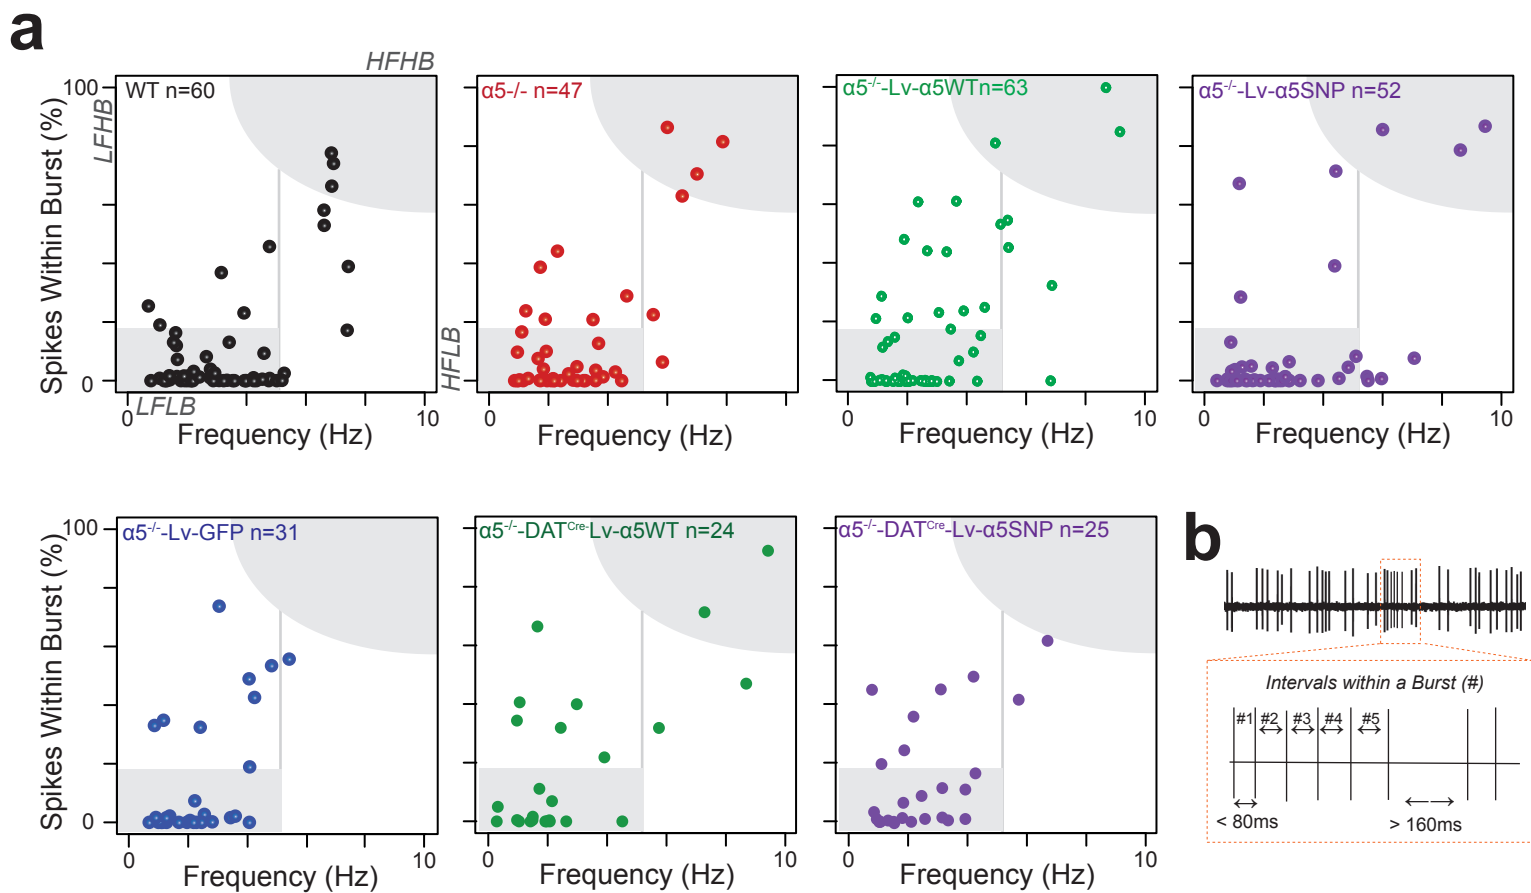 a
HFHB
LFHB
WT n=60
α5-/- n=47
α5-/--Lv-α5WTn=63
α5-/--Lv-α5SNP n=52
100
Spikes Within Burst (%)
HFLB
0
LFLB
0 10
0
0 10
0 10
Frequency (Hz)
Frequency (Hz)
Frequency (Hz)
Frequency (Hz)
α5-/--Lv-GFP n=31
α5-/--DATCre-Lv-α5WT n=24
α5-/--DATCre-Lv-α5SNP n=25
100
Spikes Within Burst (%)
0
0 10
0 10
0 10
Frequency (Hz)
Frequency (Hz)
Frequency (Hz)
b
Intervals within a Burst (#)
#1 #2 #3 #4 #5
< 80ms > 160ms